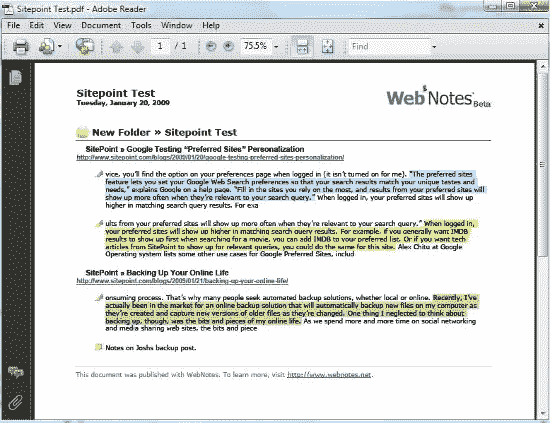 Sitepoint Test.pdf - Adobe Reader
File Edit View Document Tools Window Help
1 / 1 75.5% Find
Sitepoint Test
Tuesday, January 20, 2009
WebNotes Beta
New Folder » Sitepoint Test
SitePoint » Google Testing “Preferred Sites” Personalization
http://www.sitepoint.com/blogs/2009/01/20/google-testing-preferred-sites-personalization/
vice, you'll find the option on your preferences page when logged in (it isn't turned on for me). "The preferred sites
feature lets you set your Google Web Search preferences so that your search results match your unique tastes and
needs," explains Google on a help page. "Fill in the sites you rely on the most, and results from your preferred sites will
show up more often when they're relevant to your search query." When logged in, your preferred sites will show up
higher in matching search query results. For exa
ults from your preferred sites will show up more often when they're relevant to your search query." When logged in,
your preferred sites will show up higher in matching search query results. For example, if you generally want IMDB
results to show up first when searching for a movie, you can add IMDB to your preferred list. Or if you want tech
articles from SitePoint to show up for relevant queries, you could do the same for this site. Alex Chitu at Google
Operating system lists some other use cases for Google Preferred Sites, includ
SitePoint » Backing Up Your Online Life
http://www.sitepoint.com/blogs/2009/01/21/backing-up-your-online-life/
onsuming process. That's why many people seek automated backup solutions, whether local or online. Recently, I've
actually been in the market for an online backup solution that will automatically backup new files on my computer as
they're created and capture new versions of older files as they're changed. One thing I neglected to think about
backing up, though, was the bits and pieces of my online life. As we spend more and more time on social networking
and media sharing web sites, the bits and piece
Notes on Joshs backup post.
This document was published with WebNotes. To learn more, visit http://www.webnotes.net.